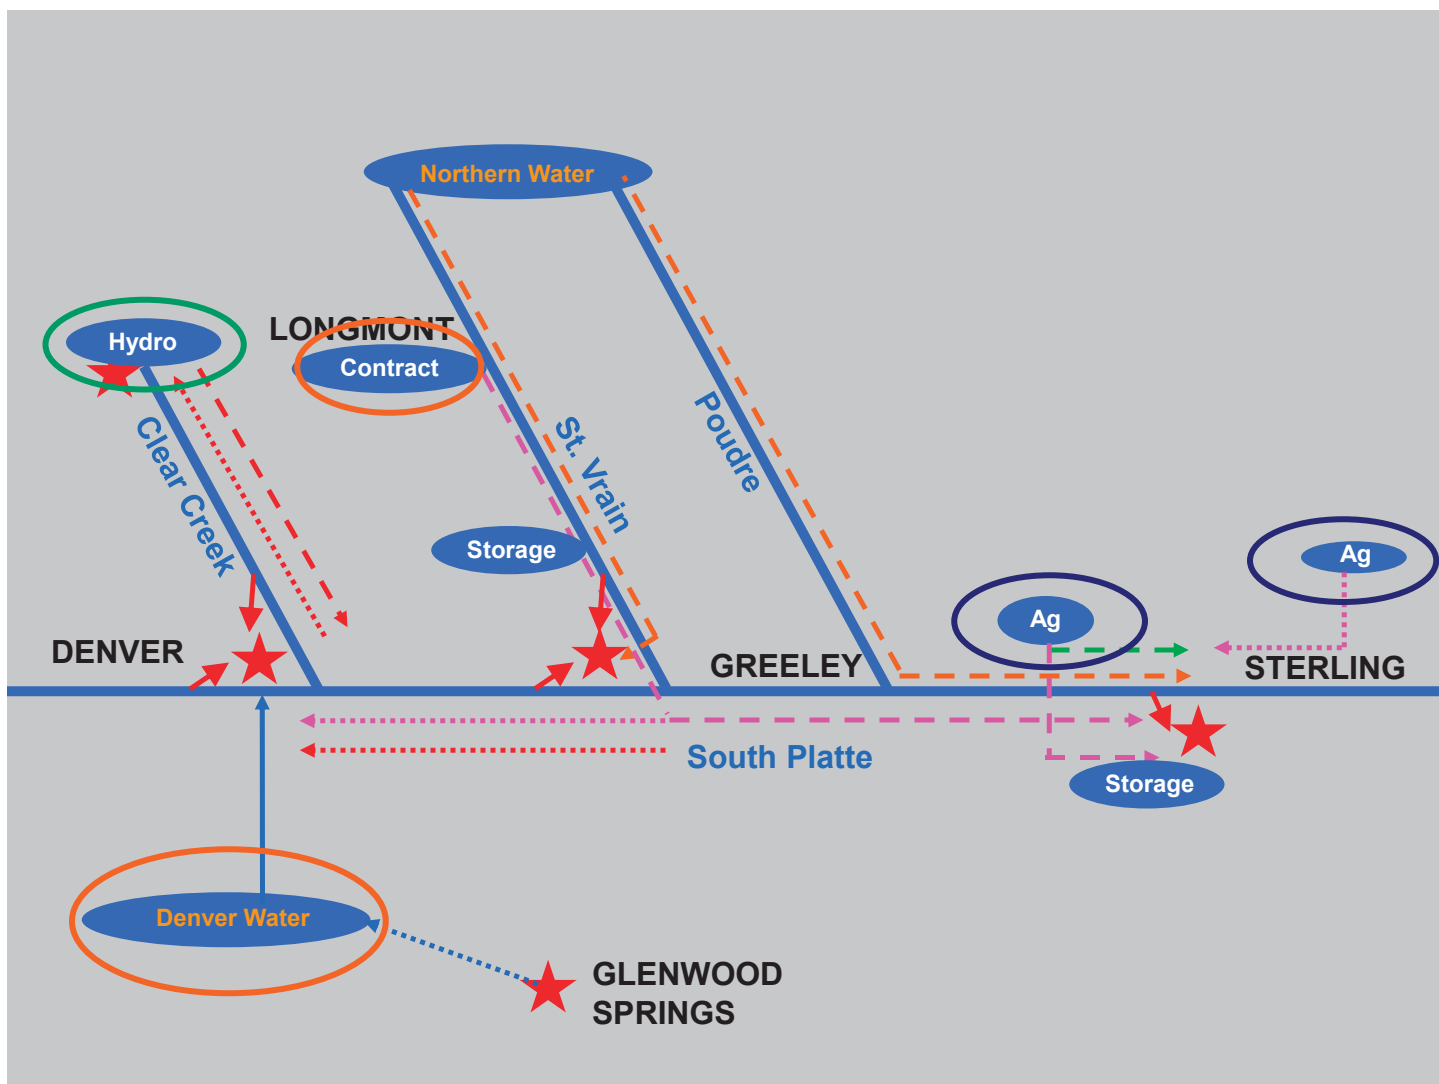 Northern Water
LONGMONT
Hydro
Contract
Clear Creek
St. Vrain
Poudre
Storage
Ag
Ag
DENVER
GREELEY
STERLING
South Platte
Storage
Denver Water
GLENWOOD
SPRINGS